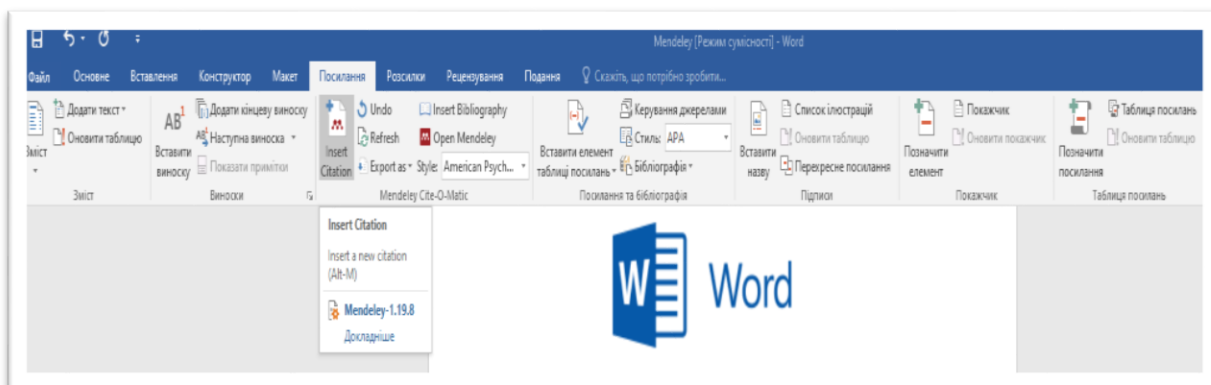 Mendeley [Режим сумісності] - Word
Файл Основне Вставлення Конструктор Макет Посилання Розсилки Рецензування Подання Скажіть, що потрібно зробити...
Зміст
Додати текст
Оновити таблицю
Зміст
AB1
Вставити виноску
Додати кінцеву виноску
AB Наступна виноска
Показати примітки
Виноски
Insert Citation
Undo
Refresh
Export as
Insert Bibliography
Open Mendeley
Style: American Psych...
Mendeley Cite-O-Matic
Вставити елемент
таблиці посилань
Керування джерелами
Стиль: APA
Бібліографія
Посилання та бібліографія
Вставити
назву
Список ілюстрацій
Оновити таблицю
Перехресне посилання
Підписи
Позначити
елемент
Покажчик
Оновити покажчик
Покажчик
Позначити
посилання
Таблиця посилань
Оновити таблицю
Таблиця посилань
Insert Citation
Insert a new citation
(Alt-M)
Mendeley-1.19.8
Докладніше
W Word